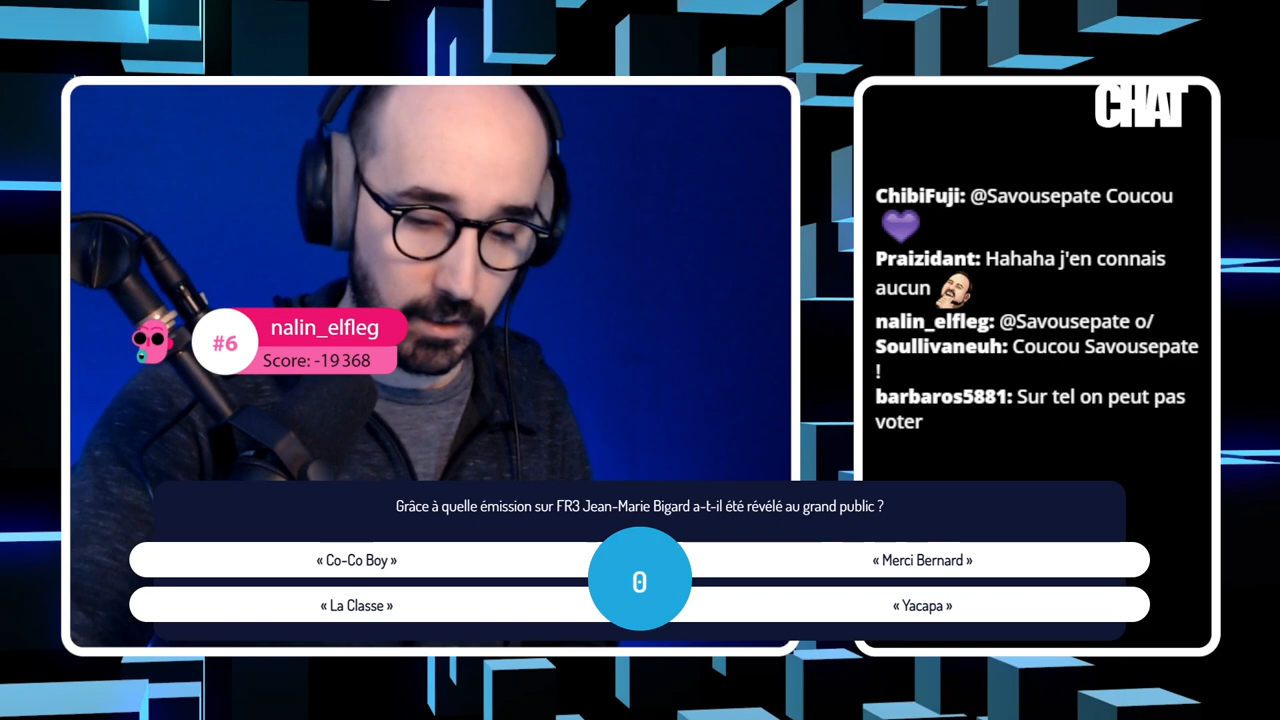 CHAT
ChibiFuji: @Savousepate Coucou
Praizidant: Hahaha j'en connais
aucun
nalin_elfleg: @Savousepate o/
Soullivaneuh: Coucou Savousepate
!
barbaros5881: Sur tel on peut pas
voter
#6
nalin_elfleg
Score: -19 368
Grâce à quelle émission sur FR3 Jean-Marie Bigard a-t-il été révélé au grand public ?
« Co-Co Boy »
« Merci Bernard »
0
« La Classe »
« Yacapa »